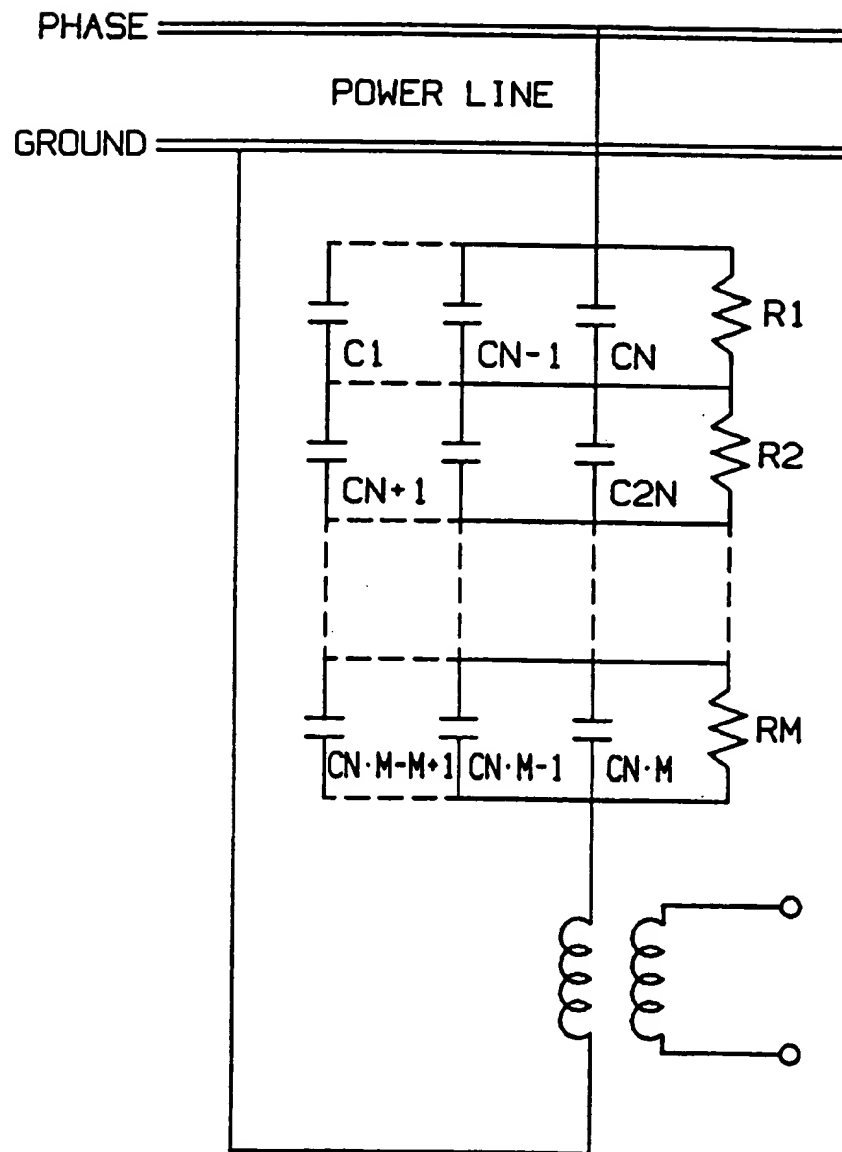 PHASE
POWER LINE
GROUND
R1
C1
CN-1
CN
R2
CN+1
C2N
RM
CN·M-M+1
CN·M-1
CN·M